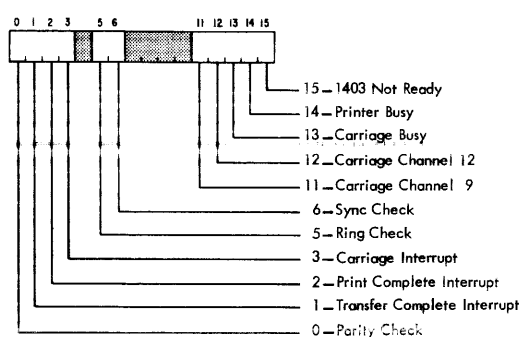 0 1 2 3 5 6 11 12 13 14 15
15 - 1403 Not Ready
14 - Printer Busy
13 - Carriage Busy
12 - Carriage Channel 12
11 - Carriage Channel 9
6 - Sync Check
5 - Ring Check
3 - Carriage Interrupt
2 - Print Complete Interrupt
1 - Transfer Complete Interrupt
0 - Parity Check